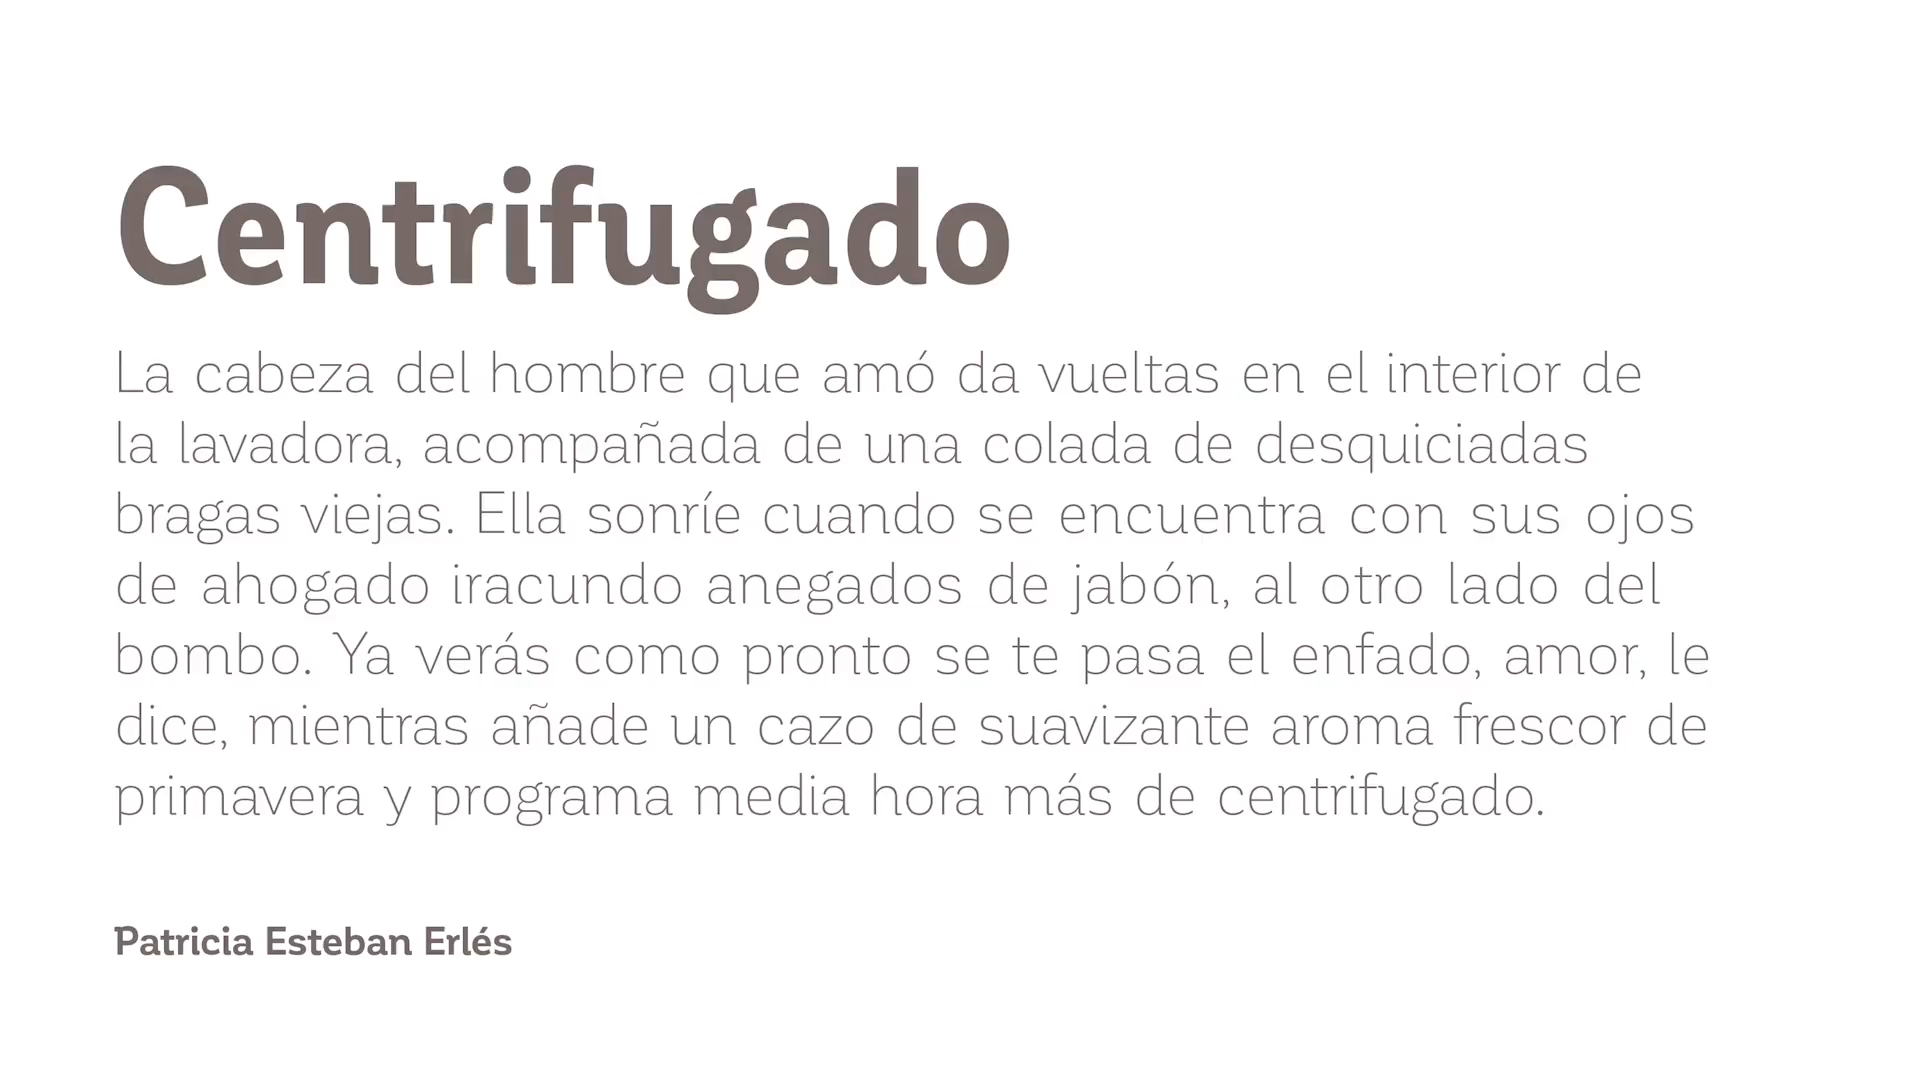 Centrifugado
La cabeza del hombre que amó da vueltas en el interior de
la lavadora, acompañada de una colada de desquiciadas
bragas viejas. Ella sonríe cuando se encuentra con sus ojos
de ahogado iracundo anegados de jabón, al otro lado del
bombo. Ya verás como pronto se te pasa el enfado, amor, le
dice, mientras añade un cazo de suavizante aroma frescor de
primavera y programa media hora más de centrifugado.
Patricia Esteban Erlés